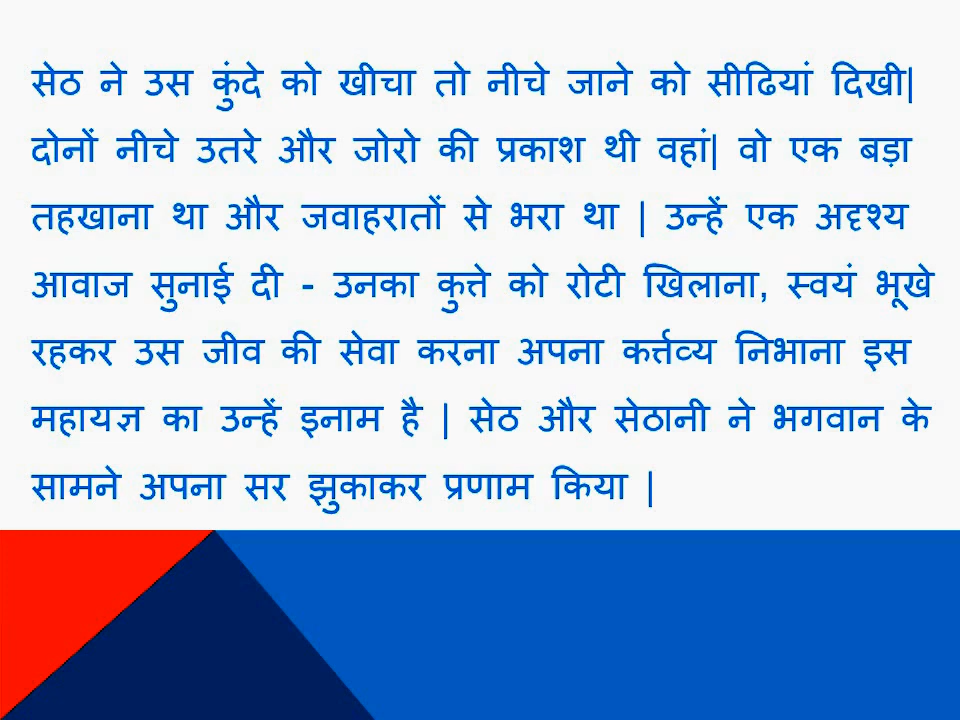 सेठ ने उस कुंदे को खीचा तो नीचे जाने को सीढियां दिखी|
दोनों नीचे उतरे और जोरो की प्रकाश थी वहां| वो एक बड़ा
तहखाना था और जवाहरातों से भरा था | उन्हें एक अदृश्य
आवाज सुनाई दी - उनका कुत्ते को रोटी खिलाना, स्वयं भूखे
रहकर उस जीव की सेवा करना अपना कर्त्तव्य निभाना इस
महायज्ञ का उन्हें इनाम है | सेठ और सेठानी ने भगवान के
सामने अपना सर झुकाकर प्रणाम किया |